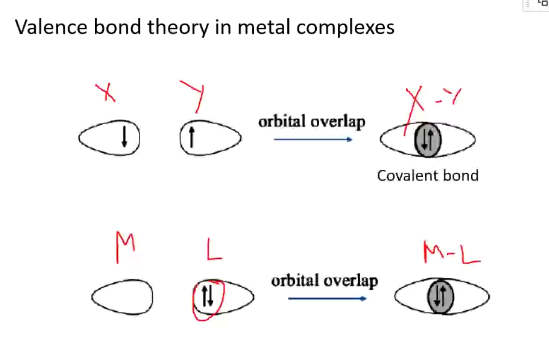 Valence bond theory in metal complexes
X Y X-Y
orbital overlap
Covalent bond
M L M-L
orbital overlap